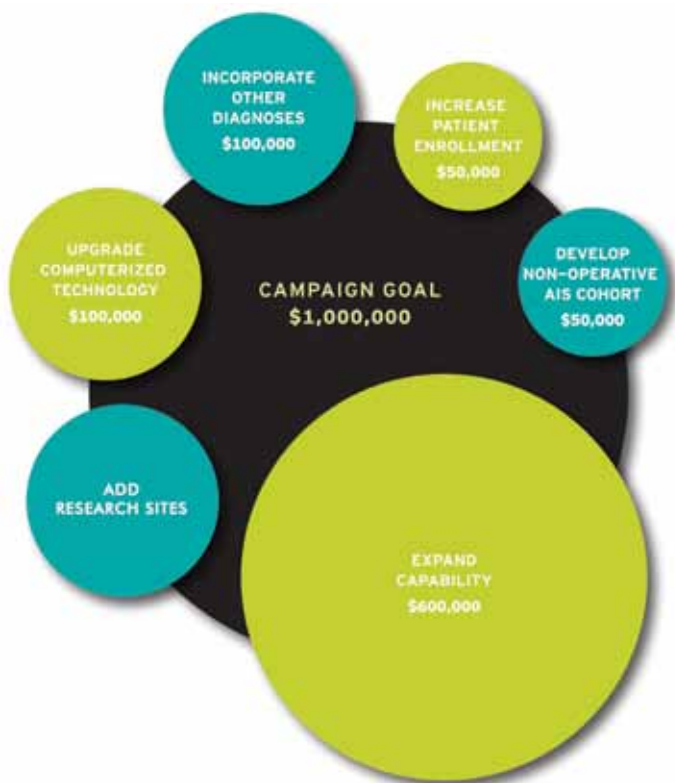 INCORPORATE
OTHER
DIAGNOSES
$100,000
INCREASE
PATIENT
ENROLLMENT
$50,000
UPGRADE
COMPUTERIZED
TECHNOLOGY
$100,000
CAMPAIGN GOAL
$1,000,000
DEVELOP
NON-OPERATIVE
AIS COHORT
$50,000
ADD
RESEARCH SITES
EXPAND
CAPABILITY
$600,000